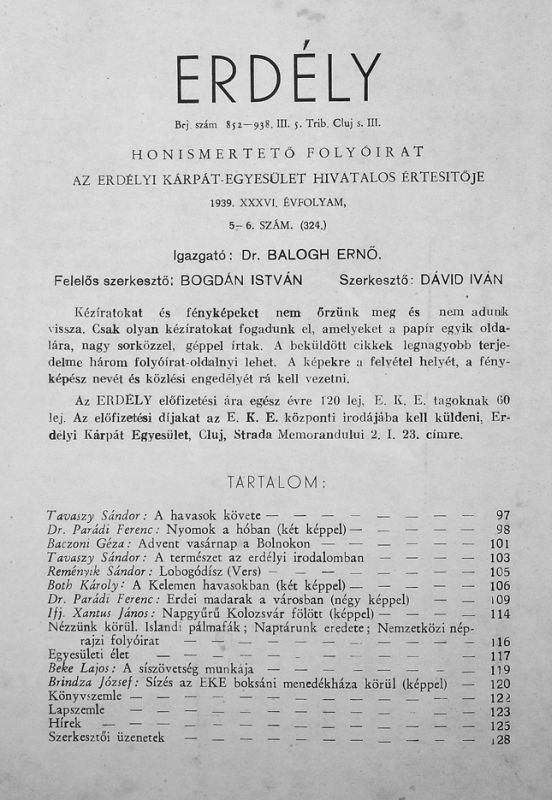 ERDÉLY
Bej. szám 852—938. III. 5. Trib. Cluj s. III.
HONISMERTETŐ FOLYÓIRAT
AZ ERDÉLYI KÁRPÁT-EGYESÜLET HIVATALOS ÉRTESITŐJE
1939. XXXVI. ÉVFOLYAM,
5—6. SZÁM. (324.)
Igazgató: Dr. BALOGH ERNŐ.
Felelős szerkesztő: BOGDÁN ISTVÁN Szerkesztő: DÁVID IVÁN
Kéziratokat és fényképeket nem őrzünk meg és nem adunk
vissza. Csak olyan kéziratokat fogadunk el, amelyeket a papír egyik olda-
lára, nagy sorközzel, géppel írtak. A beküldött cikkek legnagyobb terje-
delme három folyóirat-oldalnyi lehet. A képekre a felvétel helyét, a fény-
képész nevét és közlési engedélyét rá kell vezetni.
Az ERDÉLY előfizetési ára egész évre 120 lej, E. K. E. tagoknak 60
lej. Az előfizetési díjakat az E. K. E. központi irodájába kell küldeni, Er-
délyi Kárpát Egyesület, Cluj, Strada Memorandului 2. I. 23. címre.
TARTALOM:
Tavaszy Sándor: A havasok követe — — — — — — — — 97
Dr. Parádi Ferenc: Nyomok a hóban (két képpel) — — — — — 98
Baczoni Géza: Advent vasárnap a Bolnokon — — — — — — 101
Tavaszy Sándor: A természet az erdélyi irodalomban — — — — 103
Reményik Sándor: Lobogódísz (Vers) — — — — — — — — 105
Both Károly: A Kelemen havasokban (két képpel) — — — — — 106
Dr. Parádi Ferenc: Erdei madarak a városban (négy képpel) — — 109
Ifj. Xantus János: Napgyűrű Kolozsvár fölött (képpel) — — — — 114
Nézzünk körül. Islandi pálmafák; Naptárunk eredete; Nemzetközi nép-
rajzi folyóirat — — — — — — — — — — — 116
Egyesületi élet — — — — — — — — — — — — 117
Beke Lajos: A síszövetség munkája — — — — — — — — 119
Brindza József: Sízés az EKE boksáni menedékháza körül (képpel) — 120
Könyvszemle — — — — — — — — — — — — 122
Lapszemle — — — — — — — — — — — — 123
Hírek — — — — — — — — — — — — — 125
Szerkesztői üzenetek — — — — — — — — — — 128